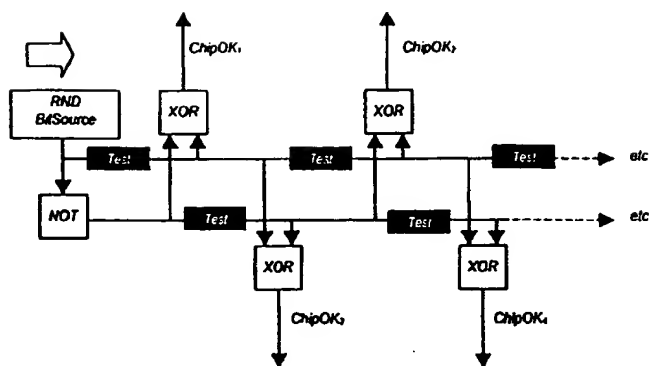 ChipOK₁
ChipOK₂
RND
BitSource
XOR
XOR
Test
Test
Test
etc
NOT
Test
Test
etc
XOR
XOR
ChipOK₃
ChipOK₄